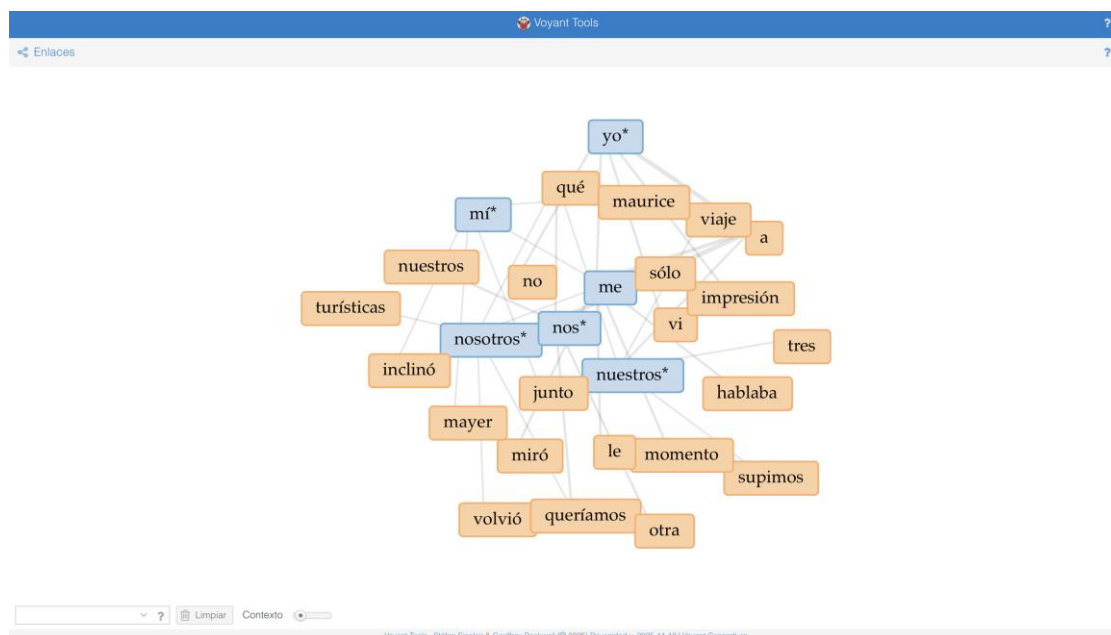 Voyant Tools
?
Enlaces
?
yo*
qué
maurice
mí*
viaje
a
nuestros
no
sólo
me
impresión
turísticas
vi
nos*
nosotros*
tres
inclinó
nuestros*
junto
hablaba
mayer
miró
le
momento
supimos
volvió
queríamos
otra
? Limpiar Contexto